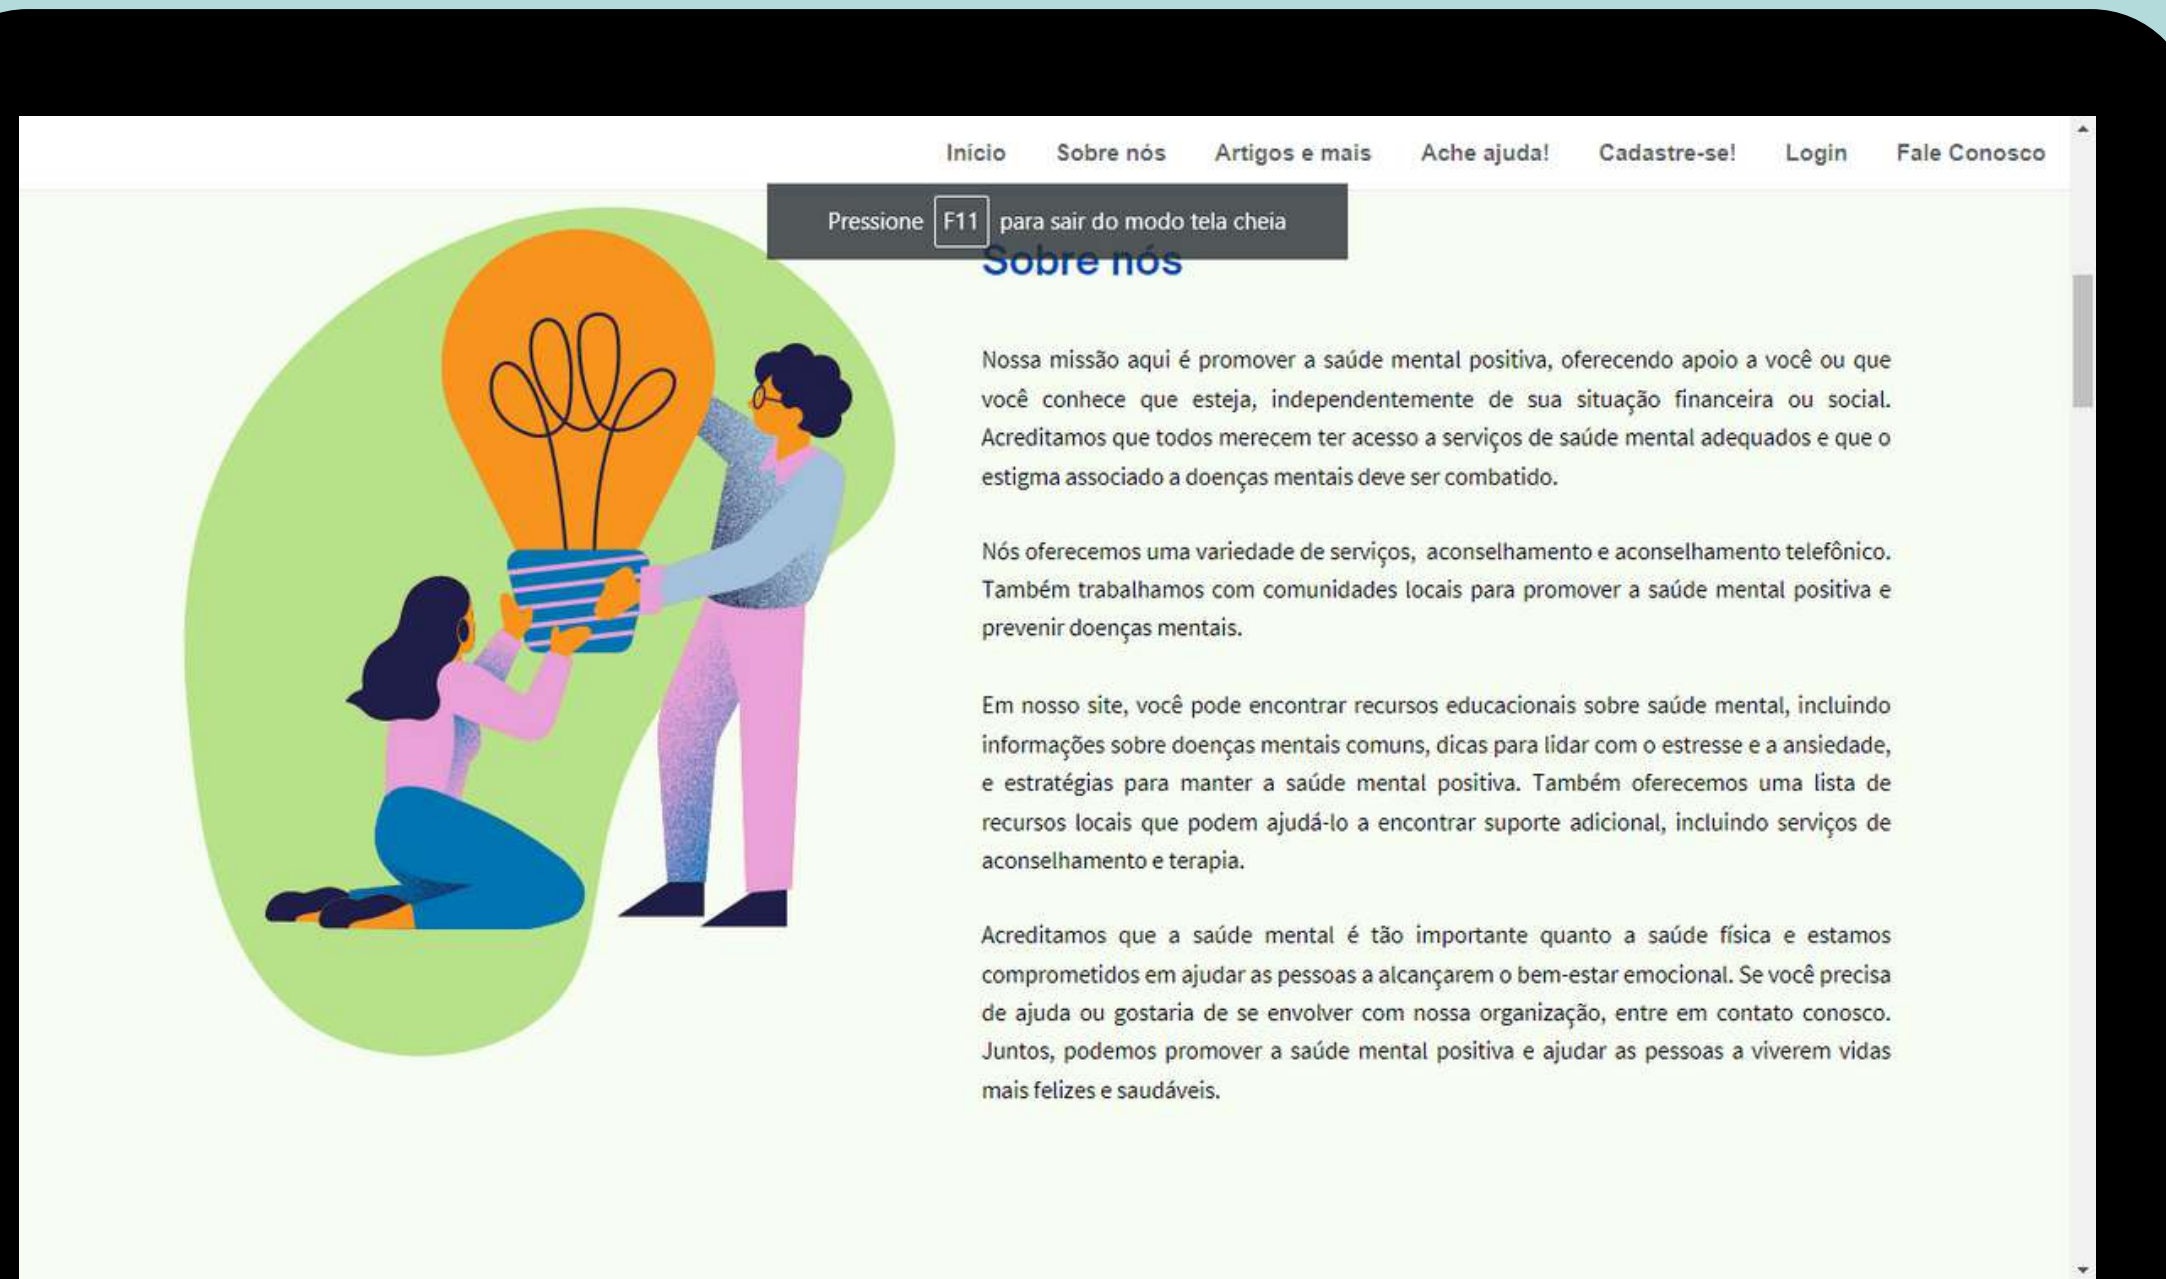 Início Sobre nós Artigos e mais Ache ajuda! Cadastre-se! Login Fale Conosco
Pressione F11 para sair do modo tela cheia
Sobre nós
Nossa missão aqui é promover a saúde mental positiva, oferecendo apoio a você ou que
você conhece que esteja, independentemente de sua situação financeira ou social.
Acreditamos que todos merecem ter acesso a serviços de saúde mental adequados e que o
estigma associado a doenças mentais deve ser combatido.
Nós oferecemos uma variedade de serviços, aconselhamento e aconselhamento telefônico.
Também trabalhamos com comunidades locais para promover a saúde mental positiva e
prevenir doenças mentais.
Em nosso site, você pode encontrar recursos educacionais sobre saúde mental, incluindo
informações sobre doenças mentais comuns, dicas para lidar com o estresse e a ansiedade,
e estratégias para manter a saúde mental positiva. Também oferecemos uma lista de
recursos locais que podem ajudá-lo a encontrar suporte adicional, incluindo serviços de
aconselhamento e terapia.
Acreditamos que a saúde mental é tão importante quanto a saúde física e estamos
comprometidos em ajudar as pessoas a alcançarem o bem-estar emocional. Se você precisa
de ajuda ou gostaria de se envolver com nossa organização, entre em contato conosco.
Juntos, podemos promover a saúde mental positiva e ajudar as pessoas a viverem vidas
mais felizes e saudáveis.